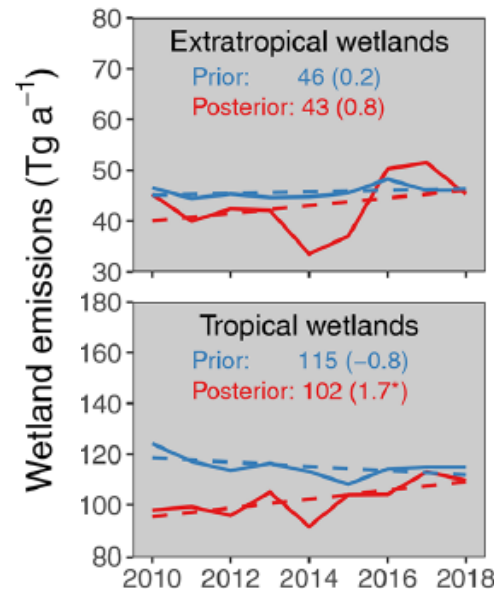 Wetland emissions (Tg a⁻¹)
Extratropical wetlands
Prior: 46 (0.2)
Posterior: 43 (0.8)
80
70
60
50
40
30
Tropical wetlands
Prior: 115 (−0.8)
Posterior: 102 (1.7*)
180
160
140
120
100
80
2010 2012 2014 2016 2018